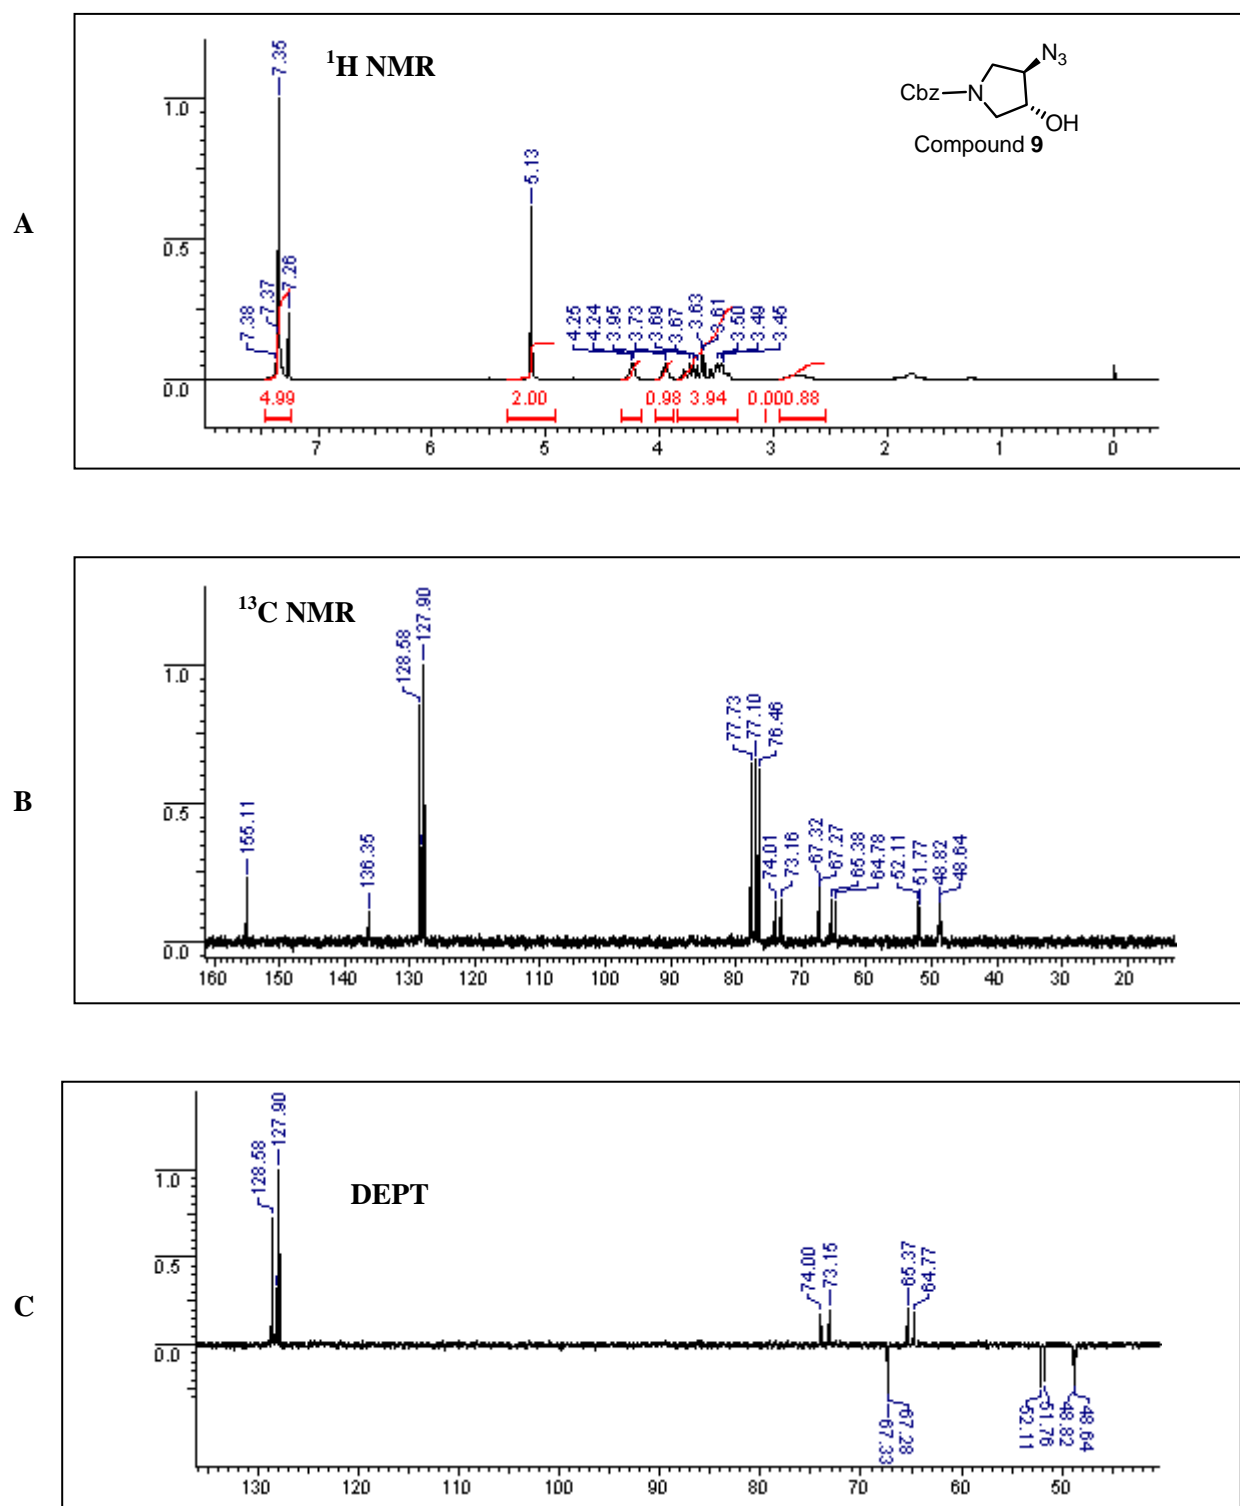 A
¹H NMR
N₃
Cbz
N
OH
Compound 9
7.38 7.37 7.35 7.26 5.13 4.25 4.24 3.95 3.73 3.69 3.67 3.63 3.61 3.50 3.49 3.45
1.0
0.5
0.0
4.99 2.00 0.98 3.94 0.00 0.88
7 6 5 4 3 2 1 0
B
¹³C NMR
155.11 136.35 128.58 127.90 77.73 77.10 76.46 74.01 73.16 67.32 67.27 65.38 64.78 52.11 51.77 48.82 48.64
1.0
0.5
0.0
160 150 140 130 120 110 100 90 80 70 60 50 40 30 20
C
DEPT
128.58 127.90 74.00 73.15 65.37 64.77
1.0
0.5
0.0
67.33 67.28 52.11 51.76 48.82 48.64
130 120 110 100 90 80 70 60 50